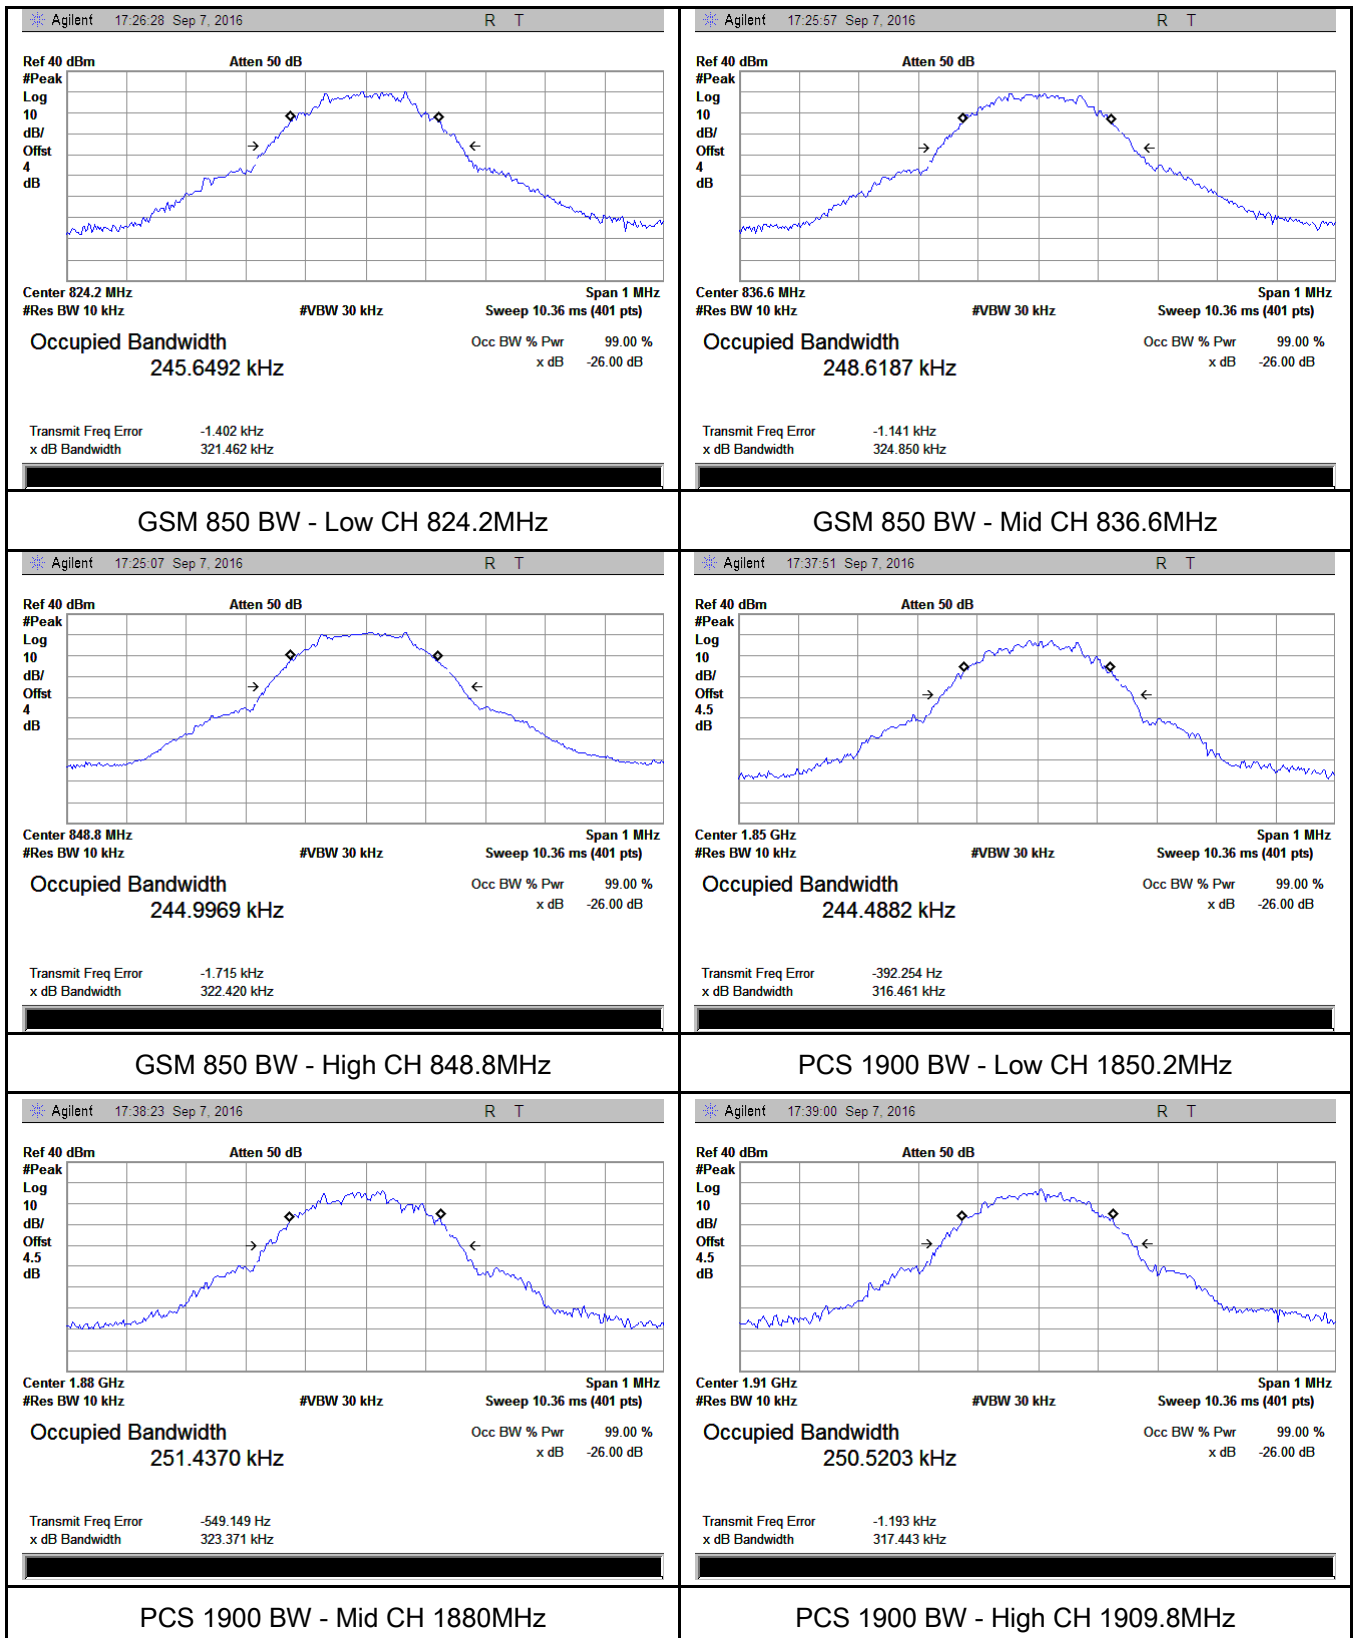 Agilent 17:26:28 Sep 7, 2016 R T
Ref 40 dBm Atten 50 dB
#Peak
Log
10
dB/
Offst
4
dB
Center 824.2 MHz Span 1 MHz
#Res BW 10 kHz #VBW 30 kHz Sweep 10.36 ms (401 pts)
Occupied Bandwidth Occ BW % Pwr 99.00 %
245.6492 kHz x dB -26.00 dB
Transmit Freq Error -1.402 kHz
x dB Bandwidth 321.462 kHz
GSM 850 BW - Low CH 824.2MHz
Agilent 17:25:57 Sep 7, 2016 R T
Ref 40 dBm Atten 50 dB
#Peak
Log
10
dB/
Offst
4
dB
Center 836.6 MHz Span 1 MHz
#Res BW 10 kHz #VBW 30 kHz Sweep 10.36 ms (401 pts)
Occupied Bandwidth Occ BW % Pwr 99.00 %
248.6187 kHz x dB -26.00 dB
Transmit Freq Error -1.141 kHz
x dB Bandwidth 324.850 kHz
GSM 850 BW - Mid CH 836.6MHz
Agilent 17:25:07 Sep 7, 2016 R T
Ref 40 dBm Atten 50 dB
#Peak
Log
10
dB/
Offst
4
dB
Center 848.8 MHz Span 1 MHz
#Res BW 10 kHz #VBW 30 kHz Sweep 10.36 ms (401 pts)
Occupied Bandwidth Occ BW % Pwr 99.00 %
244.9969 kHz x dB -26.00 dB
Transmit Freq Error -1.715 kHz
x dB Bandwidth 322.420 kHz
GSM 850 BW - High CH 848.8MHz
Agilent 17:37:51 Sep 7, 2016 R T
Ref 40 dBm Atten 50 dB
#Peak
Log
10
dB/
Offst
4.5
dB
Center 1.85 GHz Span 1 MHz
#Res BW 10 kHz #VBW 30 kHz Sweep 10.36 ms (401 pts)
Occupied Bandwidth Occ BW % Pwr 99.00 %
244.4882 kHz x dB -26.00 dB
Transmit Freq Error -392.254 Hz
x dB Bandwidth 316.461 kHz
PCS 1900 BW - Low CH 1850.2MHz
Agilent 17:38:23 Sep 7, 2016 R T
Ref 40 dBm Atten 50 dB
#Peak
Log
10
dB/
Offst
4.5
dB
Center 1.88 GHz Span 1 MHz
#Res BW 10 kHz #VBW 30 kHz Sweep 10.36 ms (401 pts)
Occupied Bandwidth Occ BW % Pwr 99.00 %
251.4370 kHz x dB -26.00 dB
Transmit Freq Error -549.149 Hz
x dB Bandwidth 323.371 kHz
PCS 1900 BW - Mid CH 1880MHz
Agilent 17:39:00 Sep 7, 2016 R T
Ref 40 dBm Atten 50 dB
#Peak
Log
10
dB/
Offst
4.5
dB
Center 1.91 GHz Span 1 MHz
#Res BW 10 kHz #VBW 30 kHz Sweep 10.36 ms (401 pts)
Occupied Bandwidth Occ BW % Pwr 99.00 %
250.5203 kHz x dB -26.00 dB
Transmit Freq Error -1.193 kHz
x dB Bandwidth 317.443 kHz
PCS 1900 BW - High CH 1909.8MHz